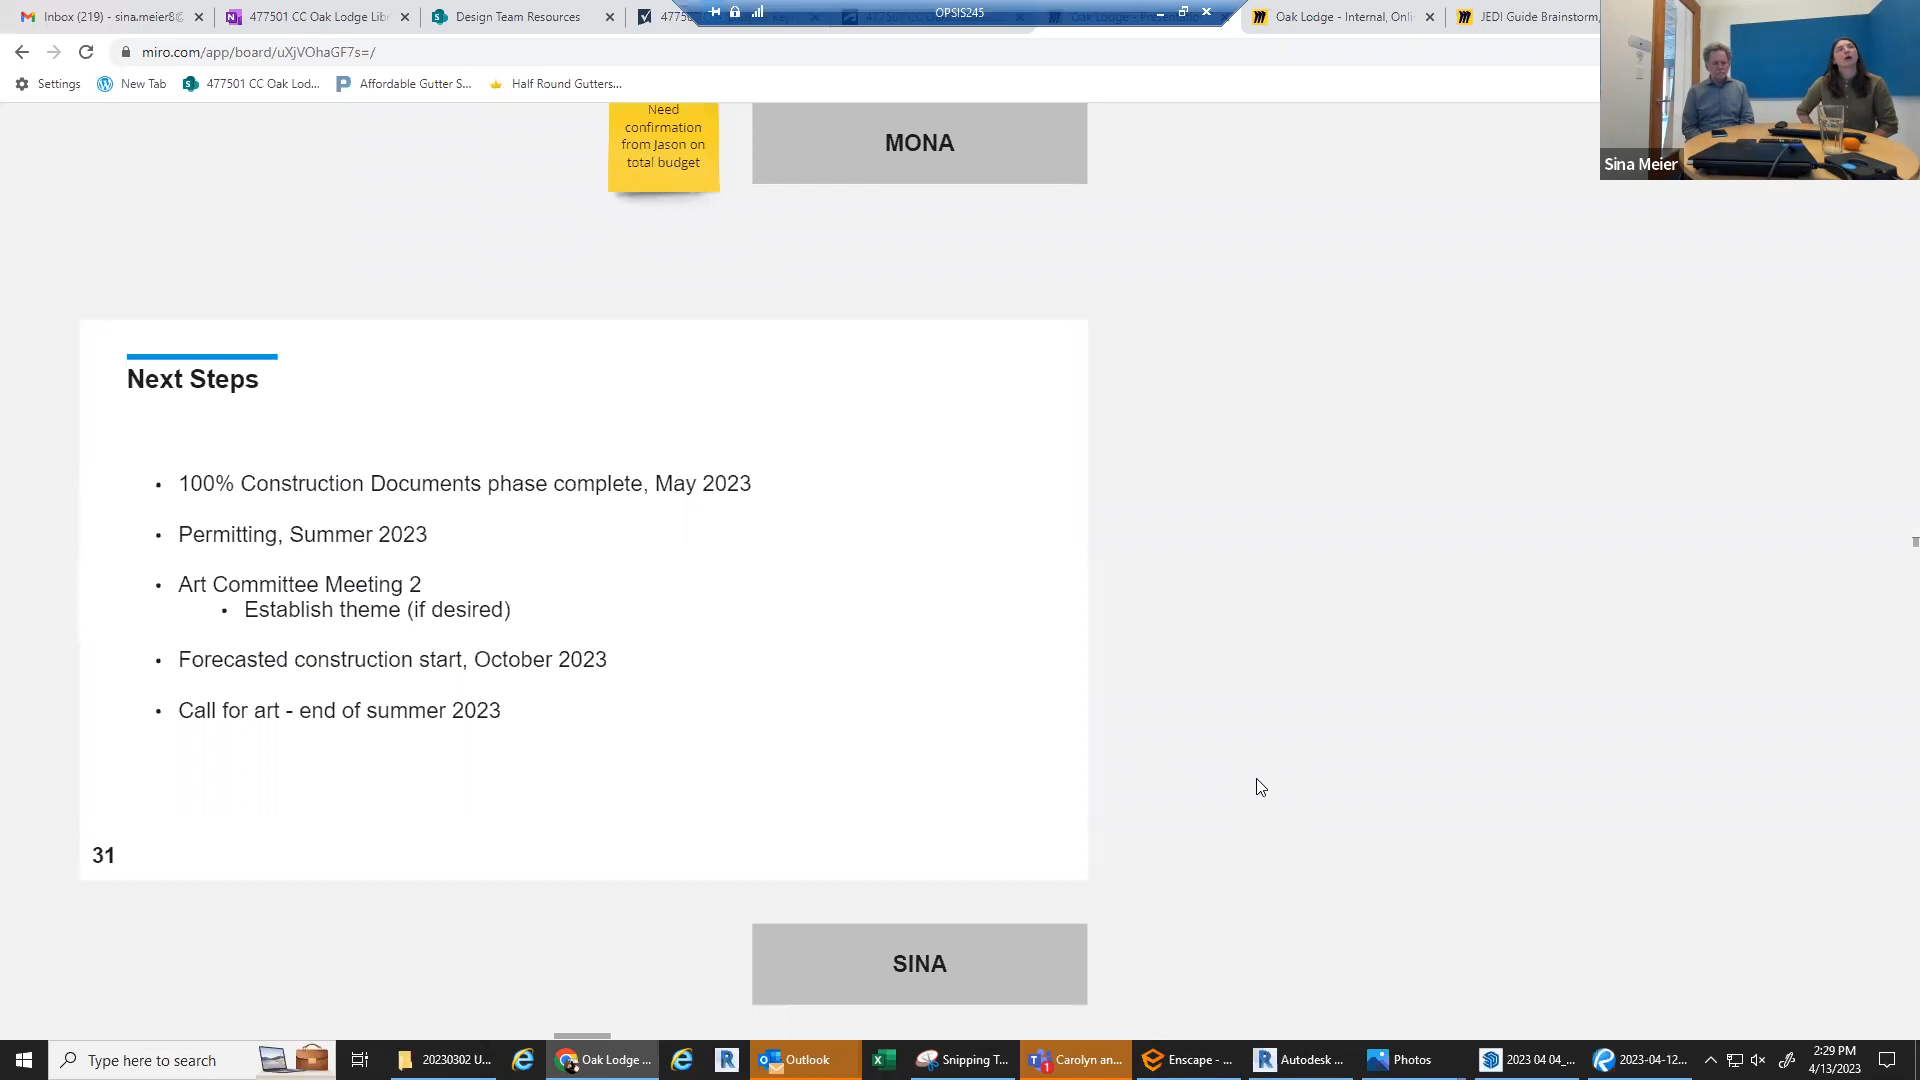 Inbox (219) - sina.meier8@
477501 CC Oak Lodge Libr
Design Team Resources
OPSIS245
Oak Lodge - Internal, Onli
JEDI Guide Brainstorm,
miro.com/app/board/uXjVOhaGF7s=/
Settings
New Tab
477501 CC Oak Lod...
Affordable Gutter S...
Half Round Gutters...
Sina Meier
Need
confirmation
from Jason on
total budget
MONA
Next Steps
• 100% Construction Documents phase complete, May 2023
• Permitting, Summer 2023
• Art Committee Meeting 2
• Establish theme (if desired)
• Forecasted construction start, October 2023
• Call for art - end of summer 2023
31
SINA
Type here to search
20230302 U...
Oak Lodge ...
Outlook
Snipping T...
Carolyn an...
Enscape - ...
Autodesk ...
Photos
2023 04 04_...
2023-04-12...
2:29 PM
4/13/2023